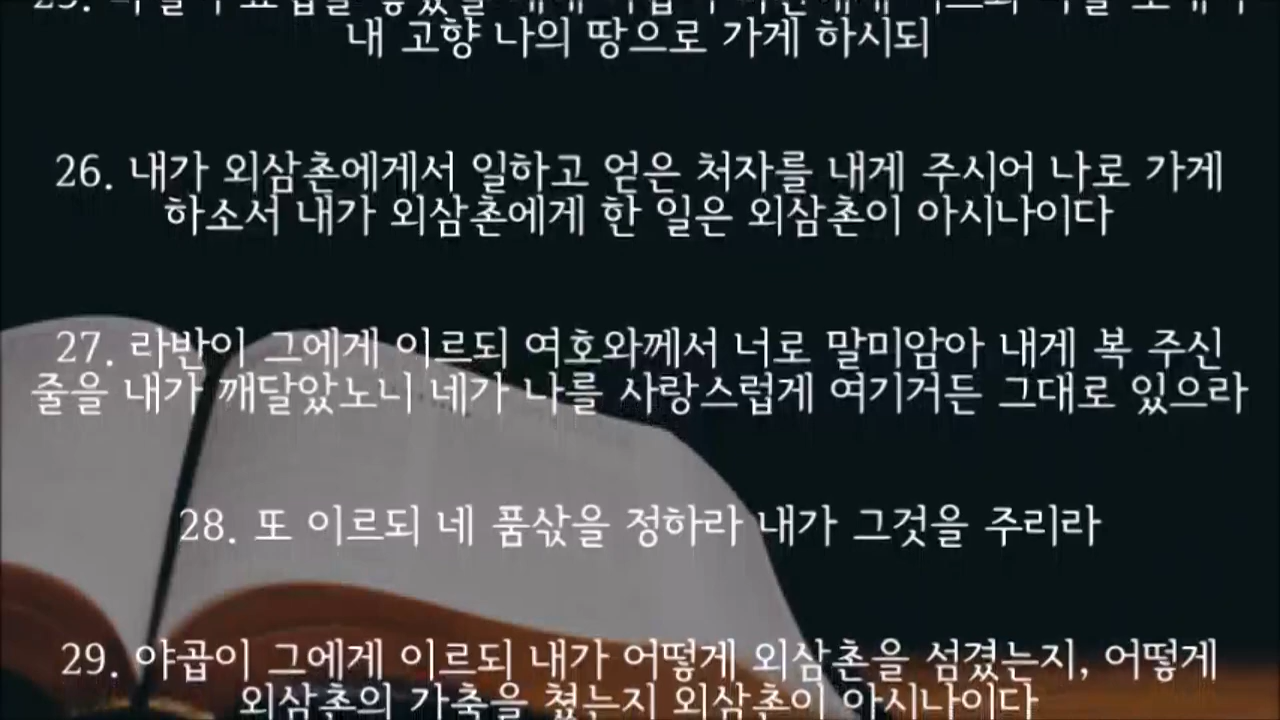 내 고향 나의 땅으로 가게 하시되
26. 내가 외삼촌에게서 일하고 얻은 처자를 내게 주시어 나로 가게
하소서 내가 외삼촌에게 한 일은 외삼촌이 아시나이다
27. 라반이 그에게 이르되 여호와께서 너로 말미암아 내게 복 주신
줄을 내가 깨달았노니 네가 나를 사랑스럽게 여기거든 그대로 있으라
28. 또 이르되 네 품삯을 정하라 내가 그것을 주리라
29. 야곱이 그에게 이르되 내가 어떻게 외삼촌을 섬겼는지, 어떻게
외삼촌의 가축을 쳤는지 외삼촌이 아시나이다